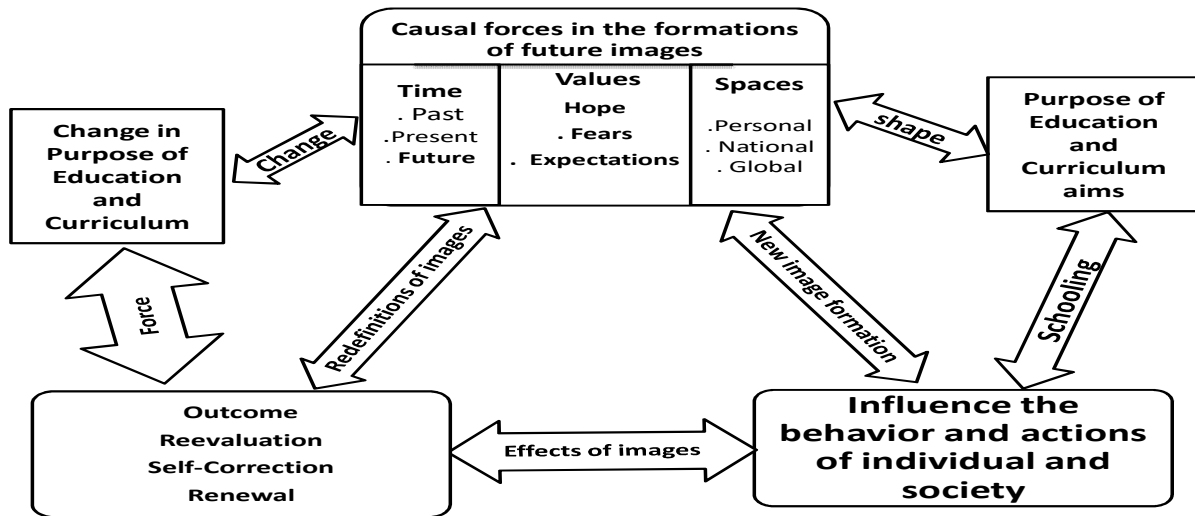 Causal forces in the formations
of future images
Time
. Past
.Present
. Future
Values
Hope
. Fears
. Expectations
Spaces
.Personal
. National
. Global
Change in
Purpose of
Education
and
Curriculum
Change
shape
Purpose of
Education
and
Curriculum
aims
Force
Redefinitions of images
New image formation
Schooling
Outcome
Reevaluation
Self-Correction
Renewal
Effects of images
Influence the
behavior and actions
of individual and
society